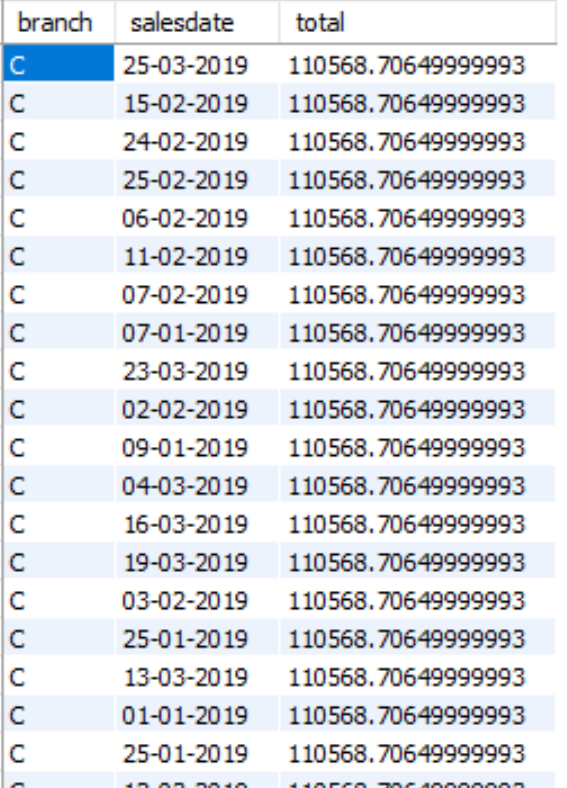 branch salesdate total
C 25-03-2019 110568.70649999993
C 15-02-2019 110568.70649999993
C 24-02-2019 110568.70649999993
C 25-02-2019 110568.70649999993
C 06-02-2019 110568.70649999993
C 11-02-2019 110568.70649999993
C 07-02-2019 110568.70649999993
C 07-01-2019 110568.70649999993
C 23-03-2019 110568.70649999993
C 02-02-2019 110568.70649999993
C 09-01-2019 110568.70649999993
C 04-03-2019 110568.70649999993
C 16-03-2019 110568.70649999993
C 19-03-2019 110568.70649999993
C 03-02-2019 110568.70649999993
C 25-01-2019 110568.70649999993
C 13-03-2019 110568.70649999993
C 01-01-2019 110568.70649999993
C 25-01-2019 110568.70649999993